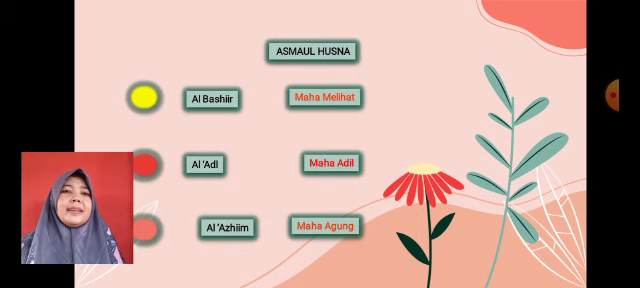 ASMAUL HUSNA
Al Bashiir
Maha Melihat
Al 'Adl
Maha Adil
Al 'Azhiim
Maha Agung